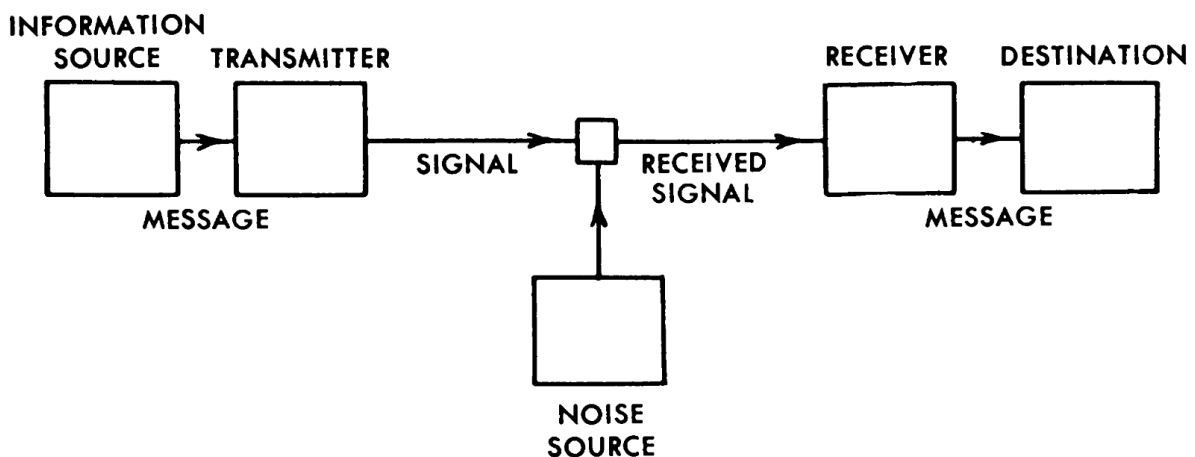 INFORMATION
SOURCE
TRANSMITTER
RECEIVER
DESTINATION
SIGNAL
RECEIVED
SIGNAL
MESSAGE
MESSAGE
NOISE
SOURCE